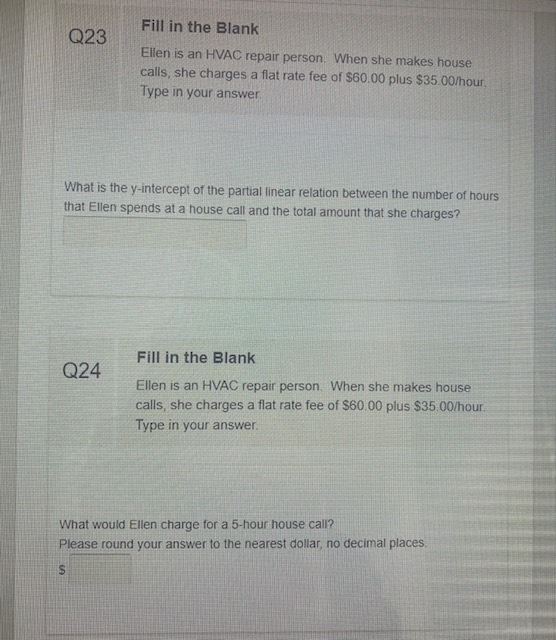 Q23
Fill in the Blank
Ellen is an HVAC repair person. When she makes house
calls, she charges a flat rate fee of $60.00 plus $35.00/hour.
Type in your answer.
What is the y-intercept of the partial linear relation between the number of hours
that Ellen spends at a house call and the total amount that she charges?
Q24
Fill in the Blank
Ellen is an HVAC repair person. When she makes house
calls, she charges a flat rate fee of $60.00 plus $35.00/hour.
Type in your answer.
What would Ellen charge for a 5-hour house call?
Please round your answer to the nearest dollar, no decimal places.
$